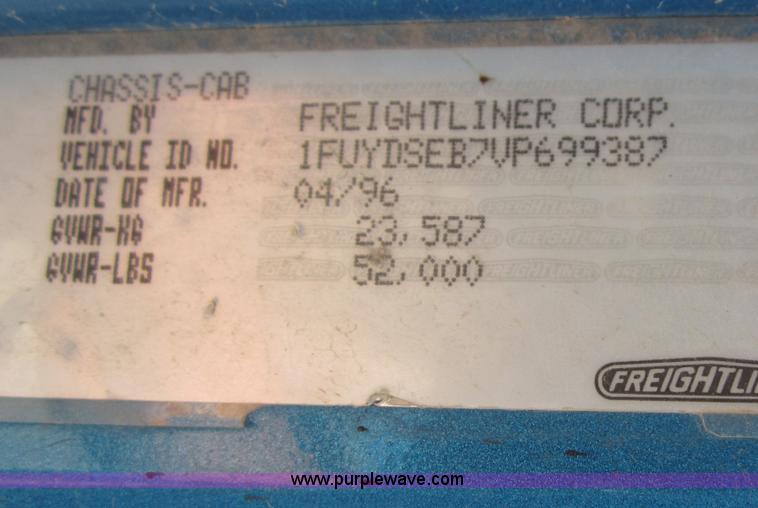 CHASSIS-CAB
MFD. BY FREIGHTLINER CORP.
VEHICLE ID NO. 1FUYDSEB7VP699387
DATE OF MFR. 04/96
GVWR-KG 23,587
GVWR-LBS 52,000
FREIGHTLIN
www.purplewave.com